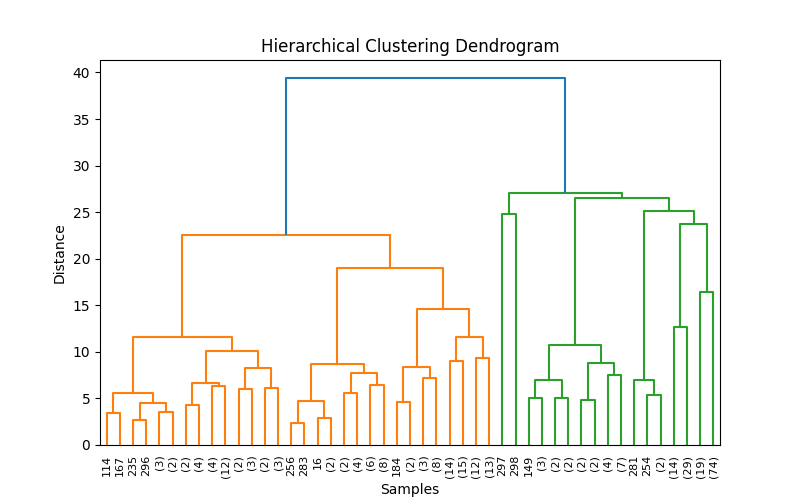 Hierarchical Clustering Dendrogram
40
35
30
25
20
15
10
5
0
Distance
114 167 235 296 (3) (2) (2) (4) (4) (12) (2) (3) (2) (3) 256 283 16 (2) (2) (4) (6) (8) 184 (2) (3) (8) (14) (15) (12) (13) 297 298 149 (3) (2) (2) (2) (2) (4) (7) 281 254 (2) (14) (29) (19) (74)
Samples